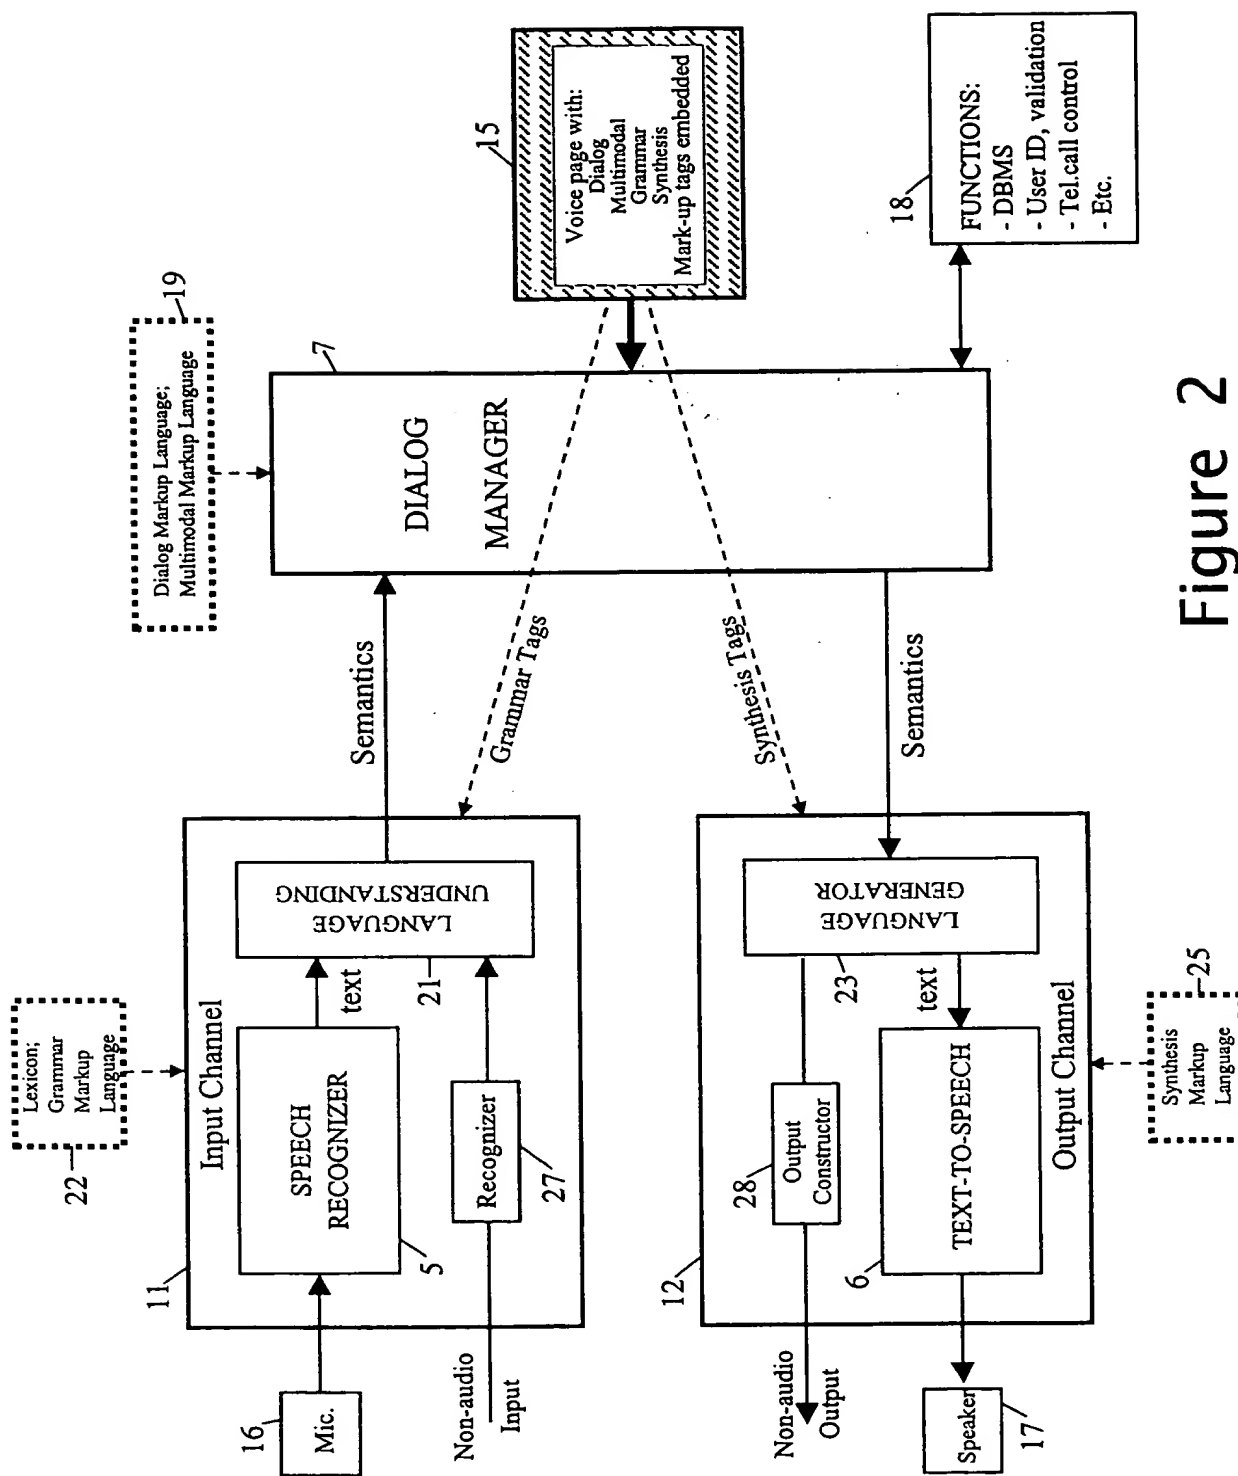 22
Lexicon;
Grammar
Markup
Language
19
Dialog Markup Language;
Multimodal Markup Language
11
Input Channel
16
Mic.
SPEECH
RECOGNIZER
5
text
LANGUAGE
UNDERSTANDING
21
Non-audio
Input
Recognizer
27
Semantics
Grammar Tags
7
DIALOG
MANAGER
15
Voice page with:
Dialog
Multimodal
Grammar
Synthesis
Mark-up tags embedded
12
Non-audio
Output
28
Output
Constructor
LANGUAGE
GENERATOR
23
text
6
TEXT-TO-SPEECH
Speaker
17
Output Channel
Synthesis Tags
Semantics
18
FUNCTIONS:
- DBMS
- User ID, validation
- Tel.call control
- Etc.
Synthesis
Markup
Language
25
Figure 2